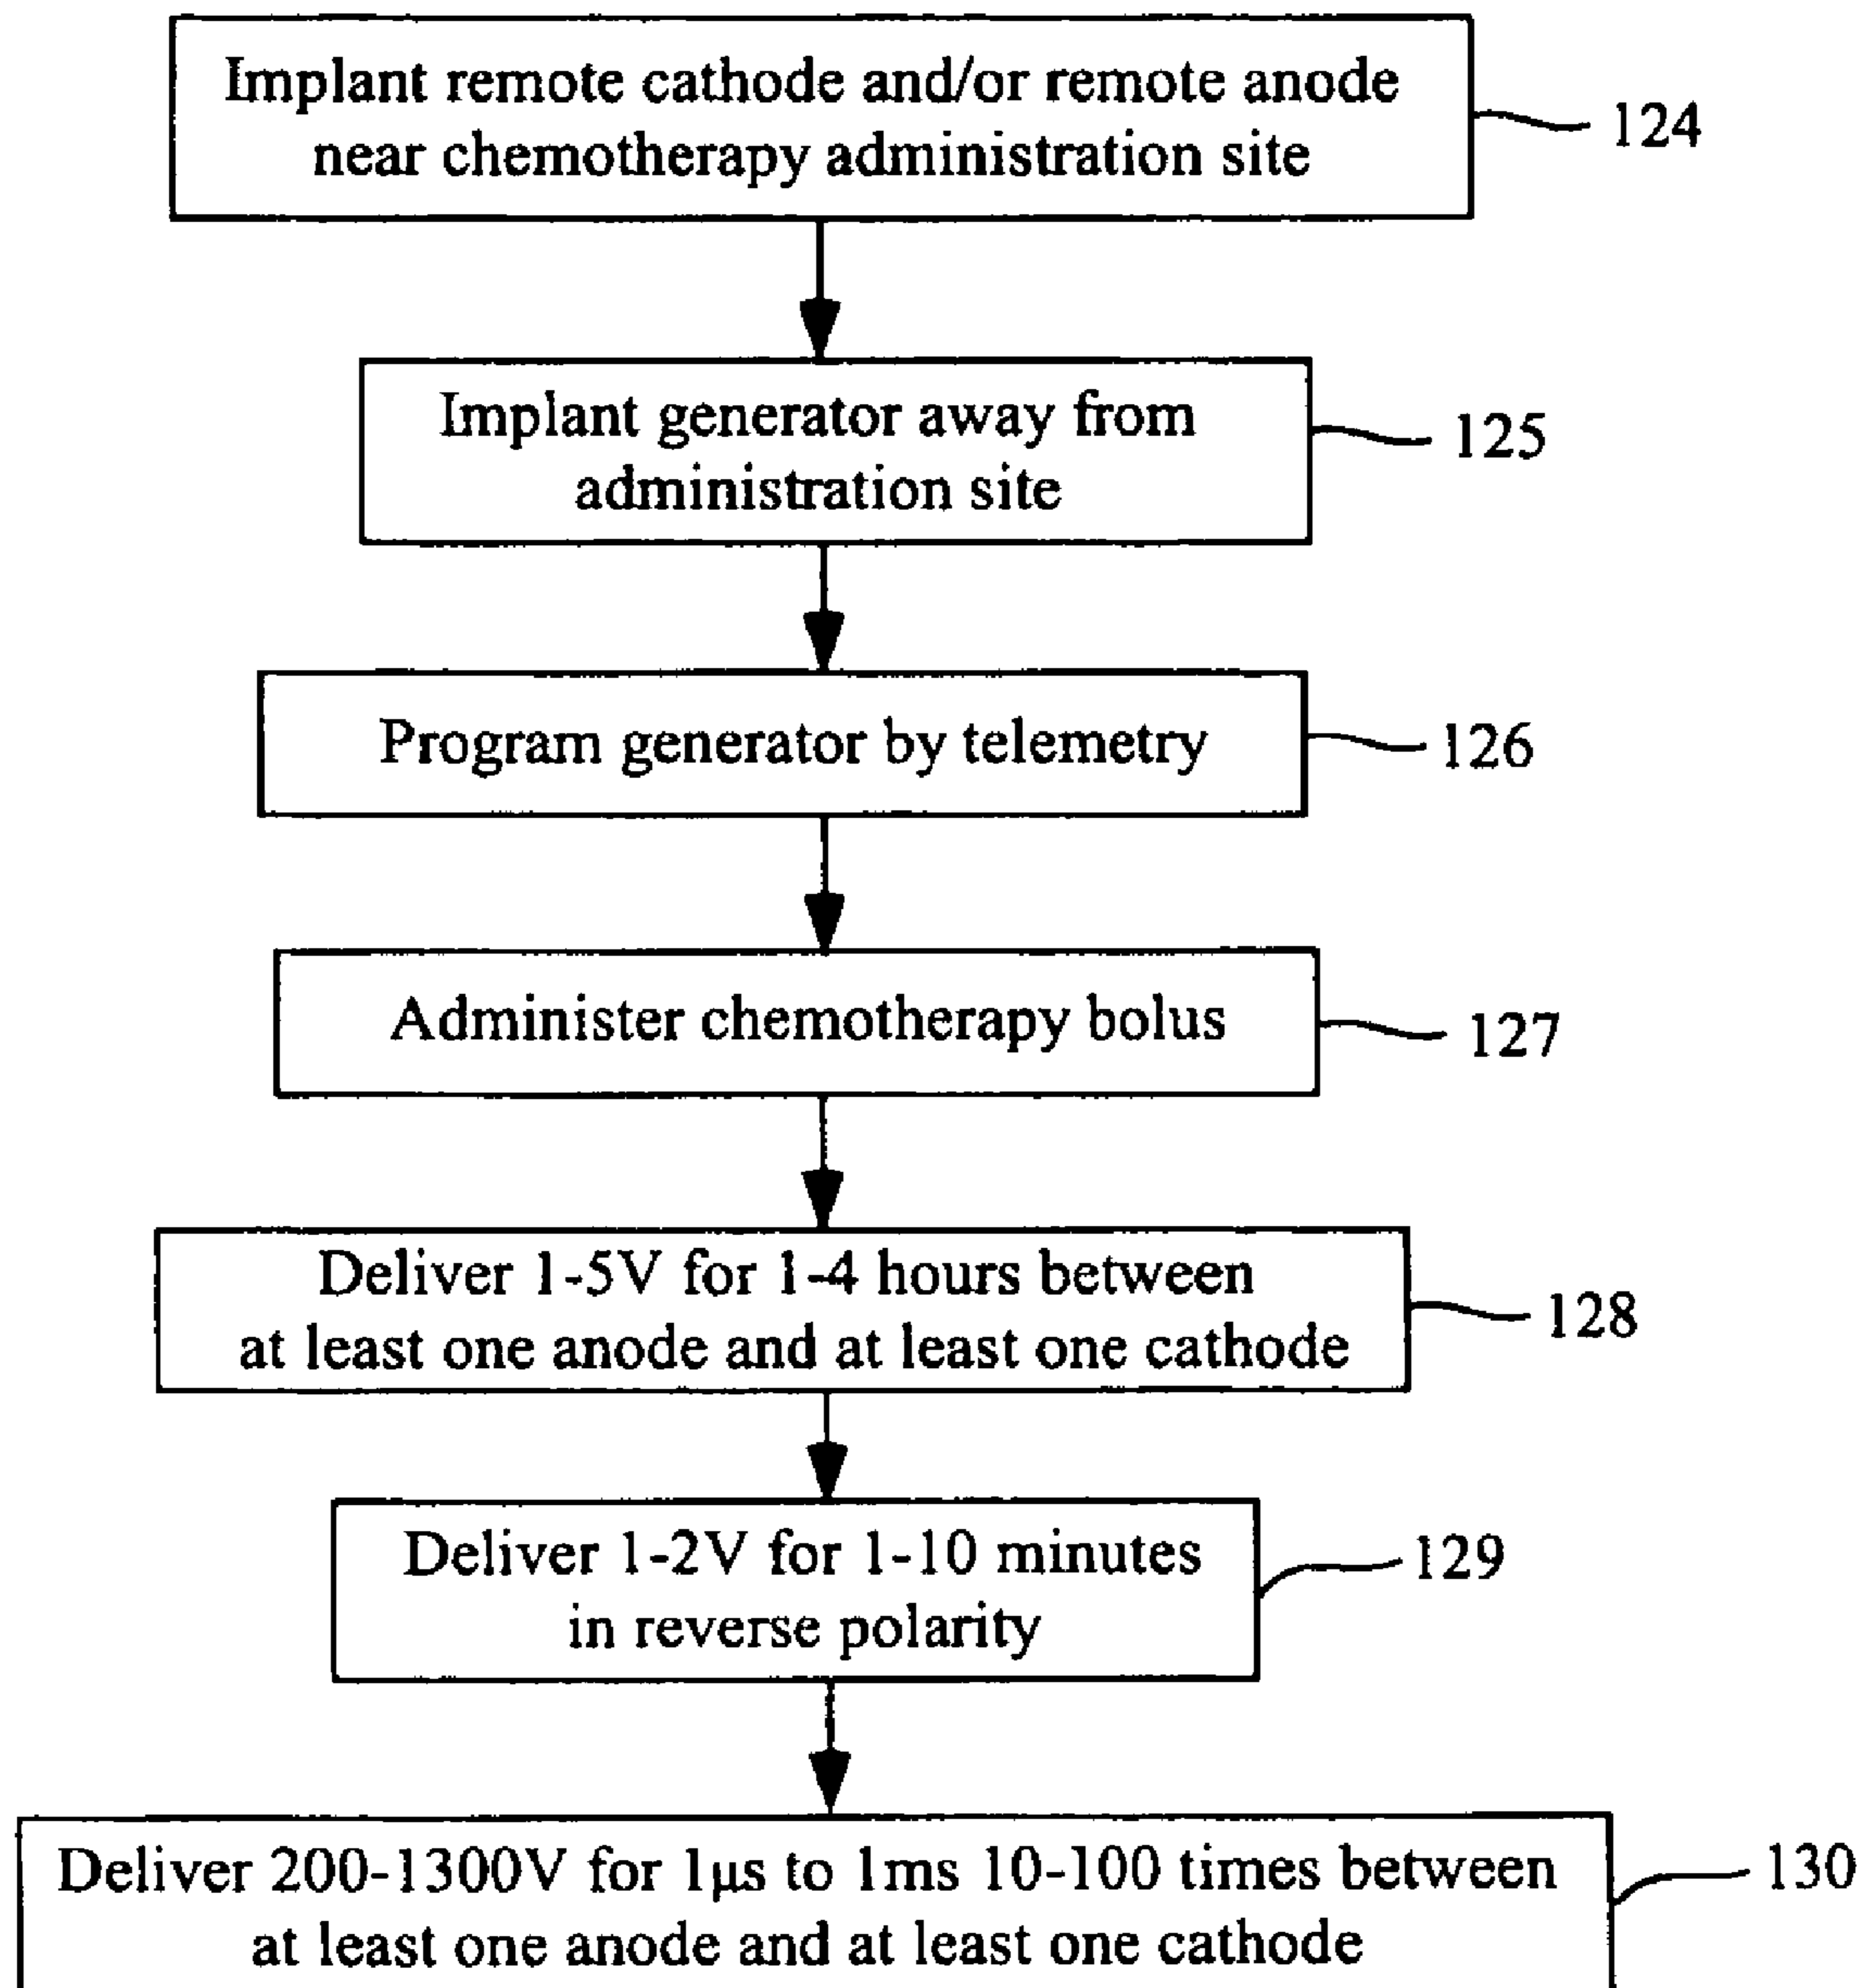 Implant remote cathode and/or remote anode
near chemotherapy administration site
124
Implant generator away from
administration site
125
Program generator by telemetry
126
Administer chemotherapy bolus
127
Deliver 1-5V for 1-4 hours between
at least one anode and at least one cathode
128
Deliver 1-2V for 1-10 minutes
in reverse polarity
129
Deliver 200-1300V for 1μs to 1ms 10-100 times between
at least one anode and at least one cathode
130